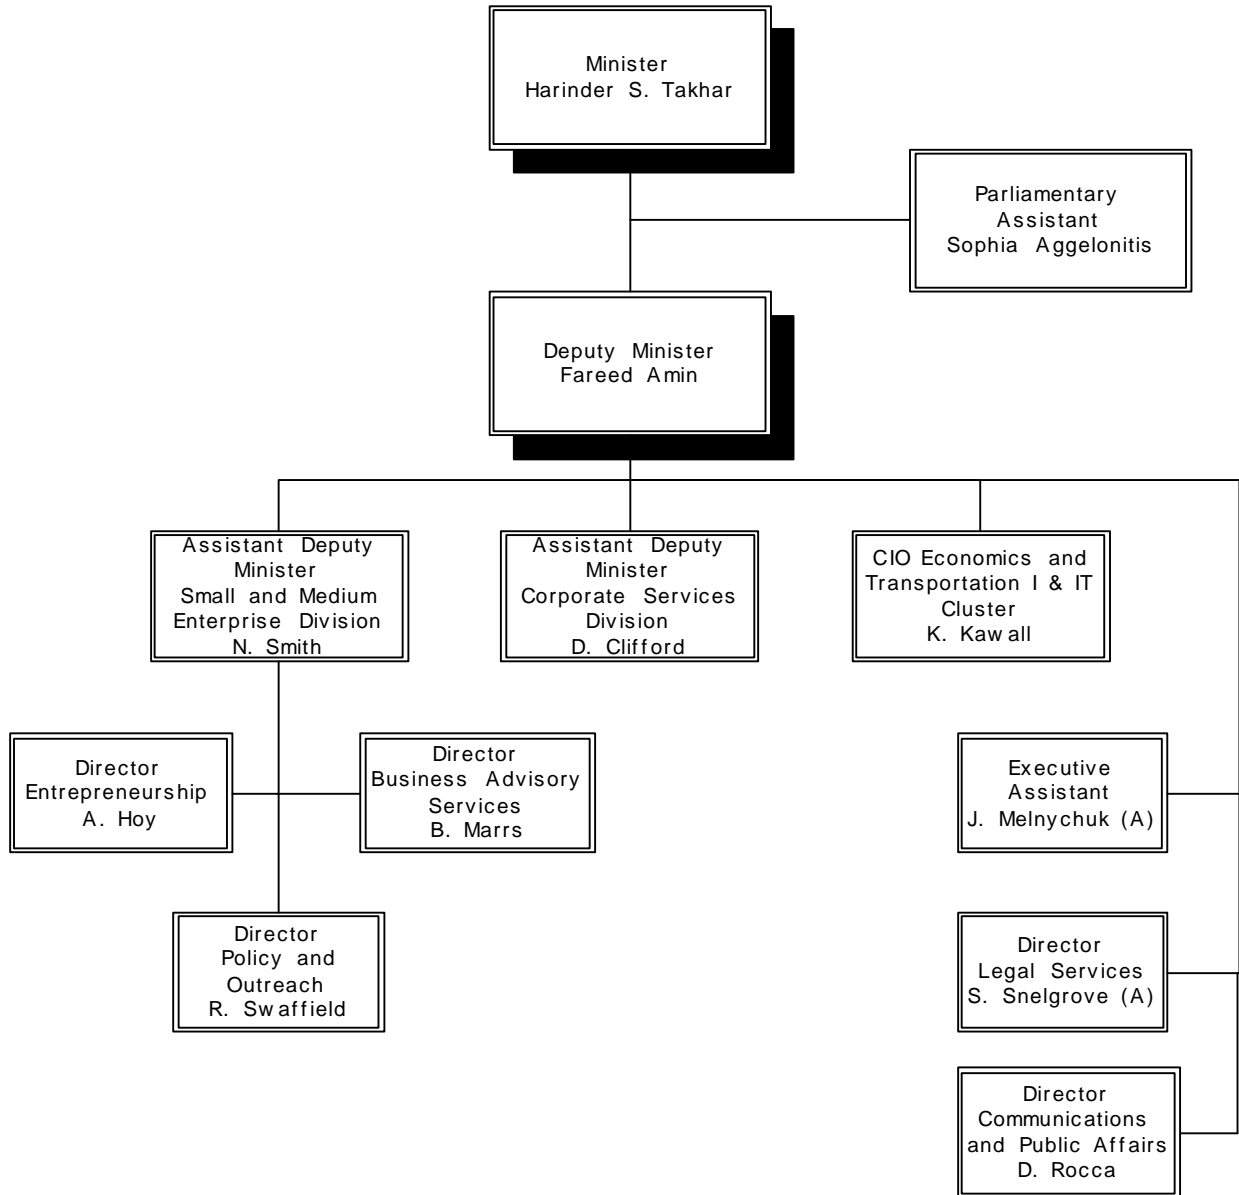 Minister
Harinder S. Takhar
Parliamentary
Assistant
Sophia Aggelonitis
Deputy Minister
Fareed Amin
Assistant Deputy
Minister
Small and Medium
Enterprise Division
N. Smith
Assistant Deputy
Minister
Corporate Services
Division
D. Clifford
CIO Economics and
Transportation I & IT
Cluster
K. Kawall
Director
Entrepreneurship
A. Hoy
Director
Business Advisory
Services
B. Marrs
Executive
Assistant
J. Melnychuk (A)
Director
Policy and
Outreach
R. Swaffield
Director
Legal Services
S. Snelgrove (A)
Director
Communications
and Public Affairs
D. Rocca